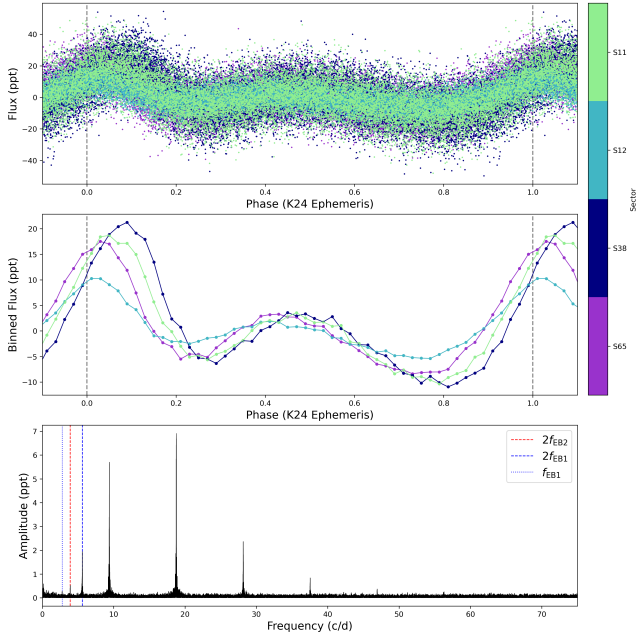 40
20
0
−20
−40
Flux (ppt)
0.0 0.2 0.4 0.6 0.8 1.0
Phase (K24 Ephemeris)
S11
S12
S38
S65
Sector
20
15
10
5
0
−5
−10
Binned Flux (ppt)
0.0 0.2 0.4 0.6 0.8 1.0
Phase (K24 Ephemeris)
7
6
5
4
3
2
1
0
Amplitude (ppt)
2f_EB2
2f_EB1
f_EB1
0 10 20 30 40 50 60 70
Frequency (c/d)